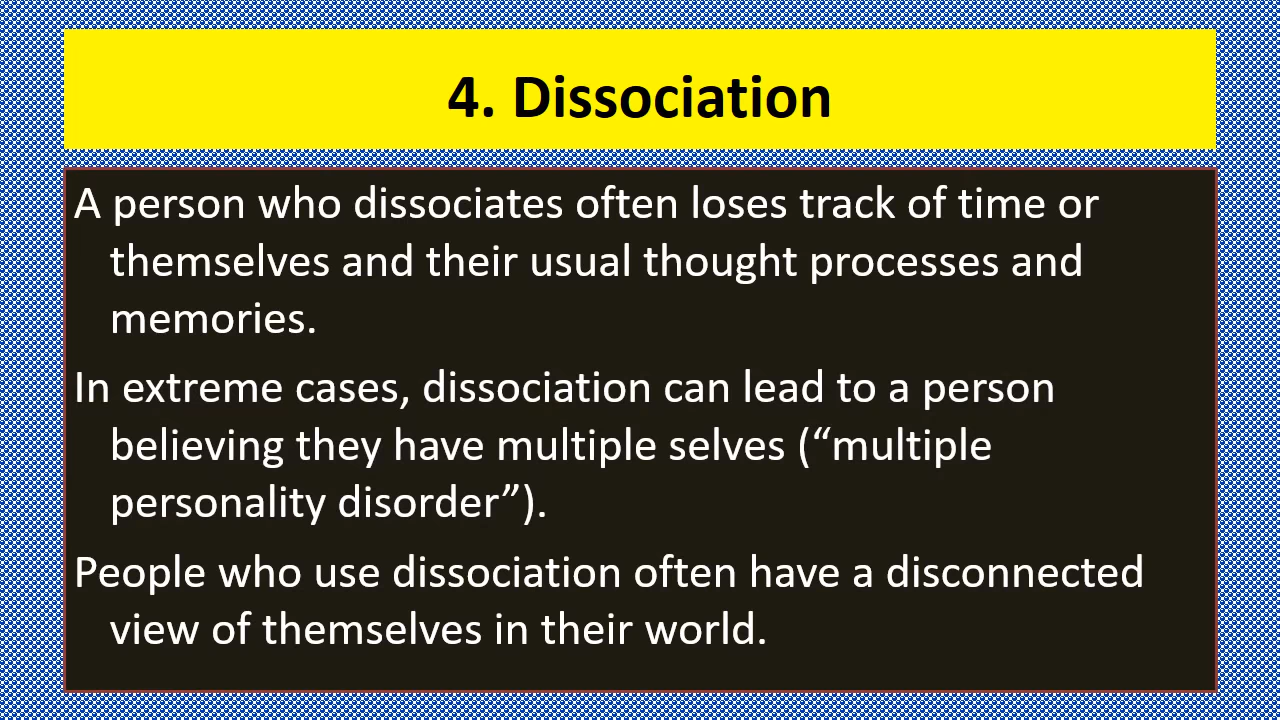 4. Dissociation
A person who dissociates often loses track of time or
themselves and their usual thought processes and
memories.
In extreme cases, dissociation can lead to a person
believing they have multiple selves (“multiple
personality disorder”).
People who use dissociation often have a disconnected
view of themselves in their world.